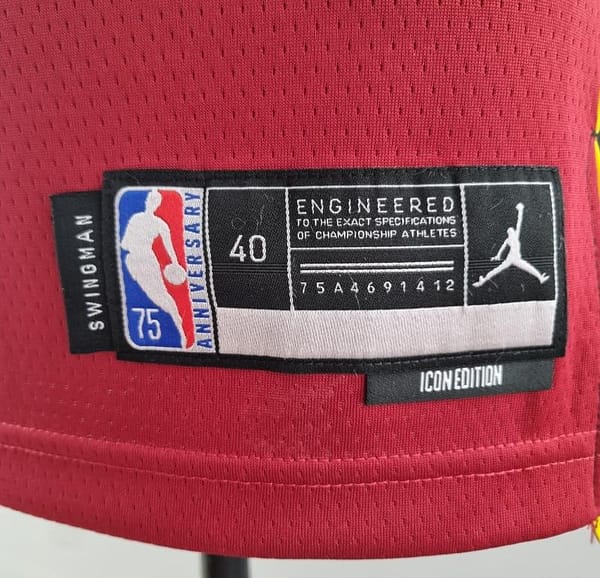 SWINGMAN
75
ANNIVERSARY
40
ENGINEERED
TO THE EXACT SPECIFICATIONS
OF CHAMPIONSHIP ATHLETES
75A4691412
ICON EDITION